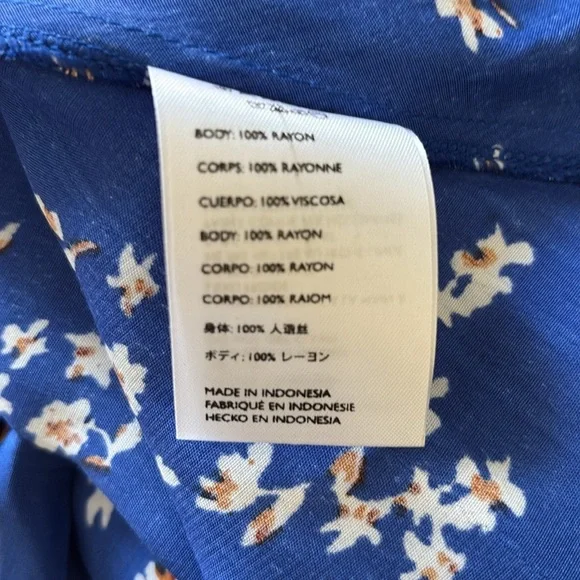 BODY: 100% RAYON
CORPS: 100% RAYONNE
CUERPO: 100% VISCOSA
BODY: 100% RAYON
CORPO: 100% RAYON
CORPO: 100% RAJOM
身体: 100% 人造丝
ボディ: 100% レーヨン
MADE IN INDONESIA
FABRIQUÉ EN INDONESIE
HECKO EN INDONESIA